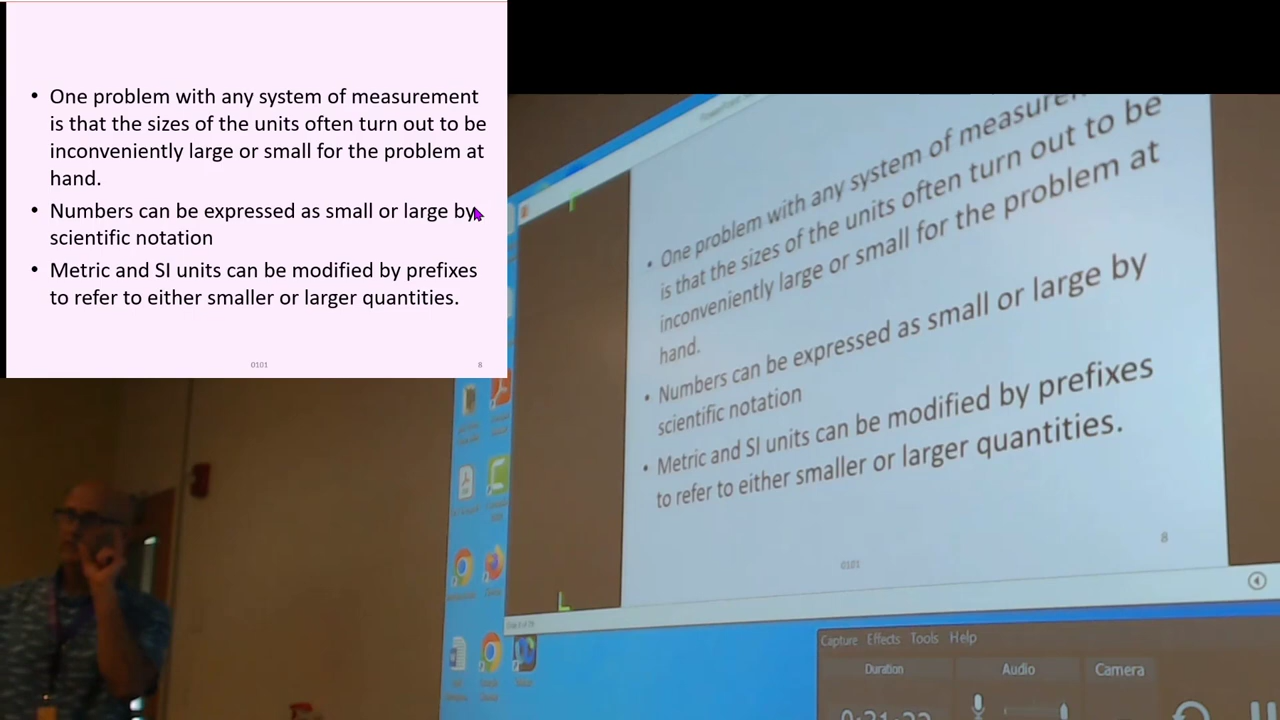 • One problem with any system of measurement
is that the sizes of the units often turn out to be
inconveniently large or small for the problem at
hand.
• Numbers can be expressed as small or large by
scientific notation
• Metric and SI units can be modified by prefixes
to refer to either smaller or larger quantities.
0101
8
• One problem with any system of
is that the sizes of the units often turn out to be
inconveniently large or small for the problem at
hand.
• Numbers can be expressed as small or large by
scientific notation
• Metric and SI units can be modified by prefixes
to refer to either smaller or larger quantities.
0101
8
Capture Effects Tools Help
Duration Audio Camera